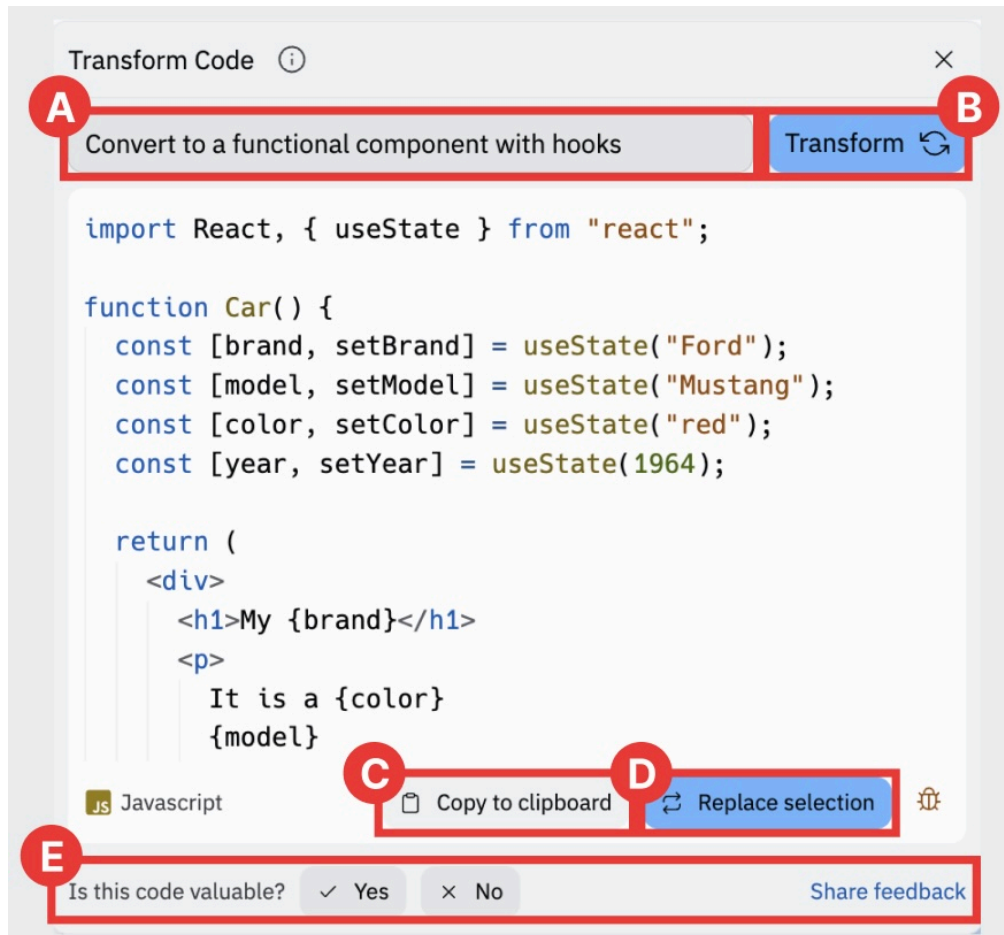 Transform Code
A
B
Convert to a functional component with hooks
Transform
import React, { useState } from "react";
function Car() {
const [brand, setBrand] = useState("Ford");
const [model, setModel] = useState("Mustang");
const [color, setColor] = useState("red");
const [year, setYear] = useState(1964);
return (
<div>
<h1>My {brand}</h1>
<p>
It is a {color}
{model}
C
D
JS Javascript
Copy to clipboard
Replace selection
E
Is this code valuable? Yes No Share feedback